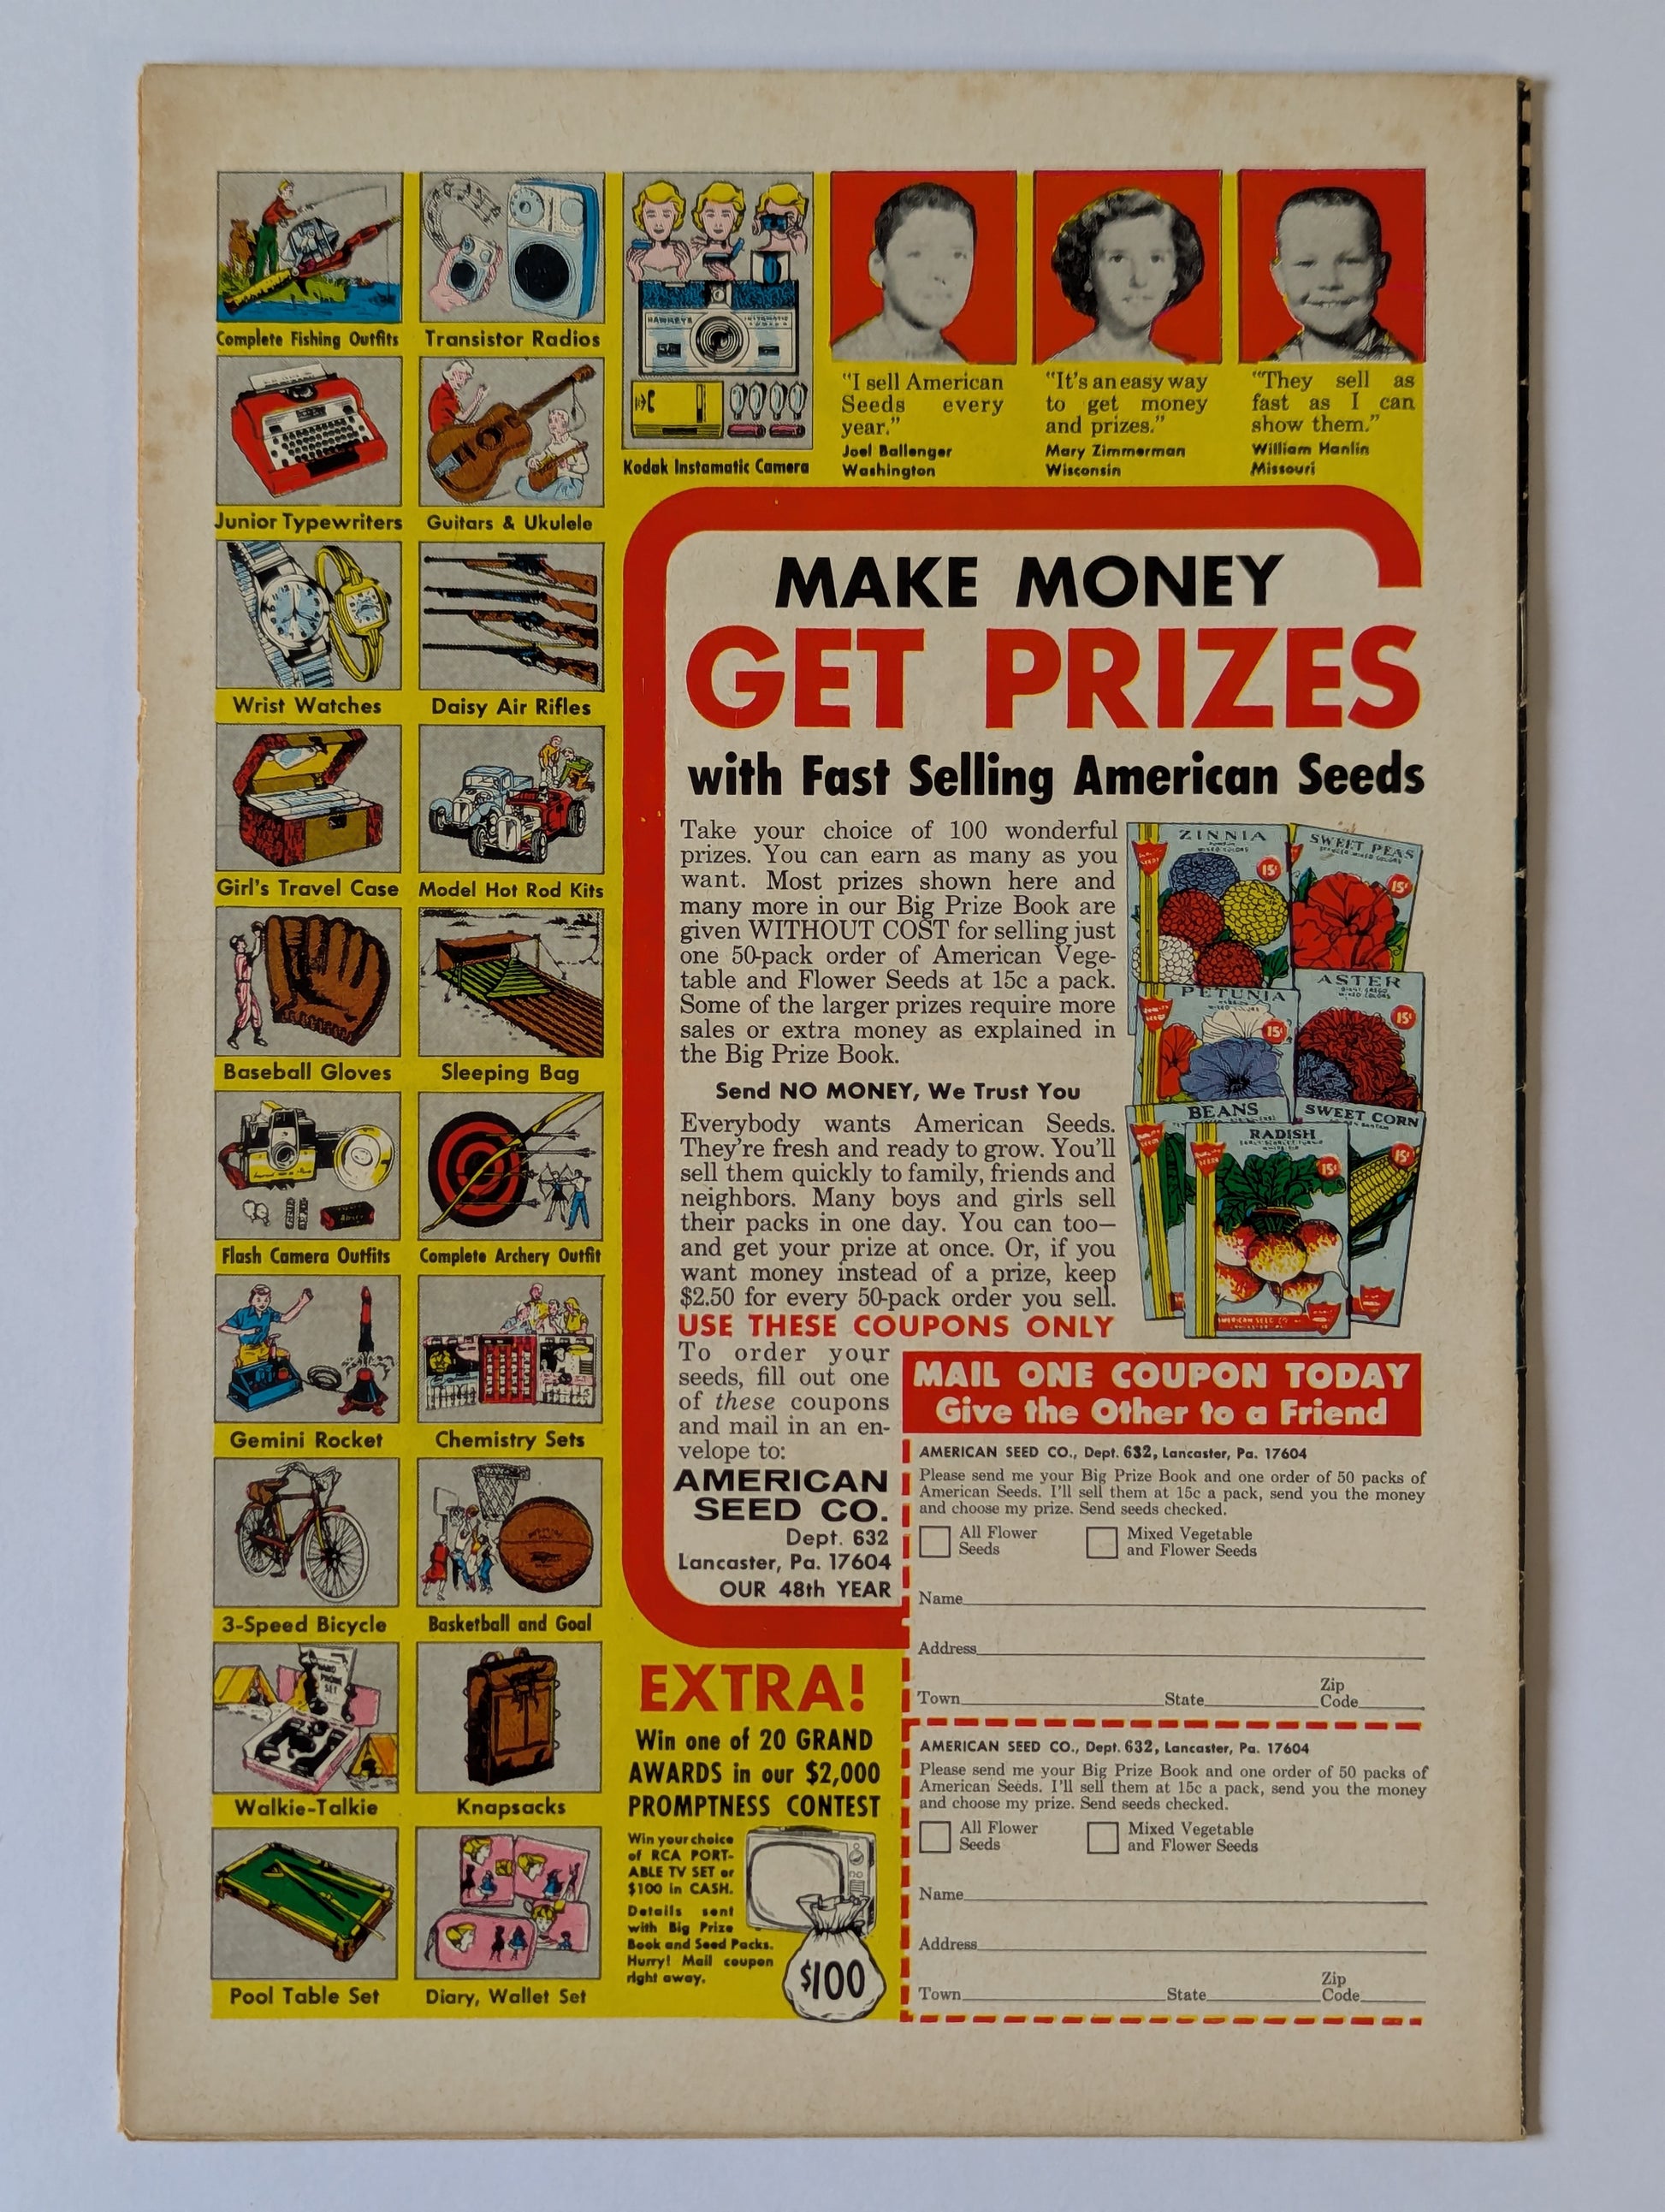 Complete Fishing Outfits
Transistor Radios
HAWKEYE INSTAMATIC
Kodak Instamatic Camera
"I sell American
Seeds every
year."
Joel Ballenger
Washington
"It's an easy way
to get money
and prizes."
Mary Zimmerman
Wisconsin
"They sell as
fast as I can
show them."
William Hanlin
Missouri
Junior Typewriters
Guitars & Ukulele
Wrist Watches
Daisy Air Rifles
Girl's Travel Case
Model Hot Rod Kits
Baseball Gloves
Sleeping Bag
Flash Camera Outfits
Complete Archery Outfit
Gemini Rocket
Chemistry Sets
3-Speed Bicycle
Basketball and Goal
Walkie-Talkie
Knapsacks
Pool Table Set
Diary, Wallet Set
MAKE MONEY
GET PRIZES
with Fast Selling American Seeds
Take your choice of 100 wonderful
prizes. You can earn as many as you
want. Most prizes shown here and
many more in our Big Prize Book are
given WITHOUT COST for selling just
one 50-pack order of American Vege-
table and Flower Seeds at 15c a pack.
Some of the larger prizes require more
sales or extra money as explained in
the Big Prize Book.
Send NO MONEY, We Trust You
Everybody wants American Seeds.
They're fresh and ready to grow. You'll
sell them quickly to family, friends and
neighbors. Many boys and girls sell
their packs in one day. You can too—
and get your prize at once. Or, if you
want money instead of a prize, keep
$2.50 for every 50-pack order you sell.
USE THESE COUPONS ONLY
To order your
seeds, fill out one
of these coupons
and mail in an en-
velope to:
AMERICAN
SEED CO.
Dept. 632
Lancaster, Pa. 17604
OUR 48th YEAR
ZINNIA
MIXED COLORS
15¢
SWEET PEAS
MIXED COLORS
15¢
PETUNIA
15¢
ASTER
MIXED COLORS
15¢
BEANS
SWEET CORN
15¢
RADISH
15¢
MAIL ONE COUPON TODAY
Give the Other to a Friend
AMERICAN SEED CO., Dept. 632, Lancaster, Pa. 17604
Please send me your Big Prize Book and one order of 50 packs of
American Seeds. I'll sell them at 15c a pack, send you the money
and choose my prize. Send seeds checked.
All Flower
Seeds
Mixed Vegetable
and Flower Seeds
Name
Address
Town State Zip
Code
AMERICAN SEED CO., Dept. 632, Lancaster, Pa. 17604
Please send me your Big Prize Book and one order of 50 packs of
American Seeds. I'll sell them at 15c a pack, send you the money
and choose my prize. Send seeds checked.
All Flower
Seeds
Mixed Vegetable
and Flower Seeds
Name
Address
Town State Zip
Code
EXTRA!
Win one of 20 GRAND
AWARDS in our $2,000
PROMPTNESS CONTEST
Win your choice
of RCA PORT-
ABLE TV SET or
$100 in CASH.
Details sent
with Big Prize
Book and Seed Packs.
Hurry! Mail coupon
right away.
$100